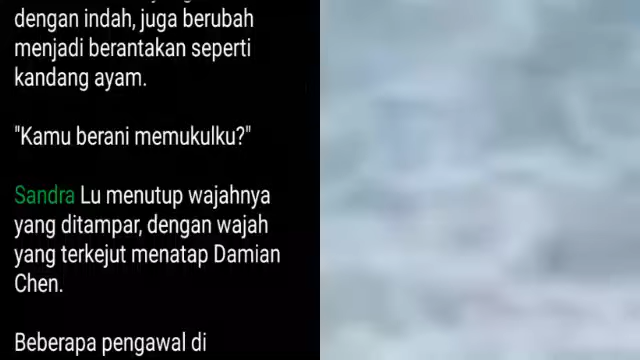 dengan indah, juga berubah
menjadi berantakan seperti
kandang ayam.
"Kamu berani memukulku?"
Sandra Lu menutup wajahnya
yang ditampar, dengan wajah
yang terkejut menatap Damian
Chen.
Beberapa pengawal di